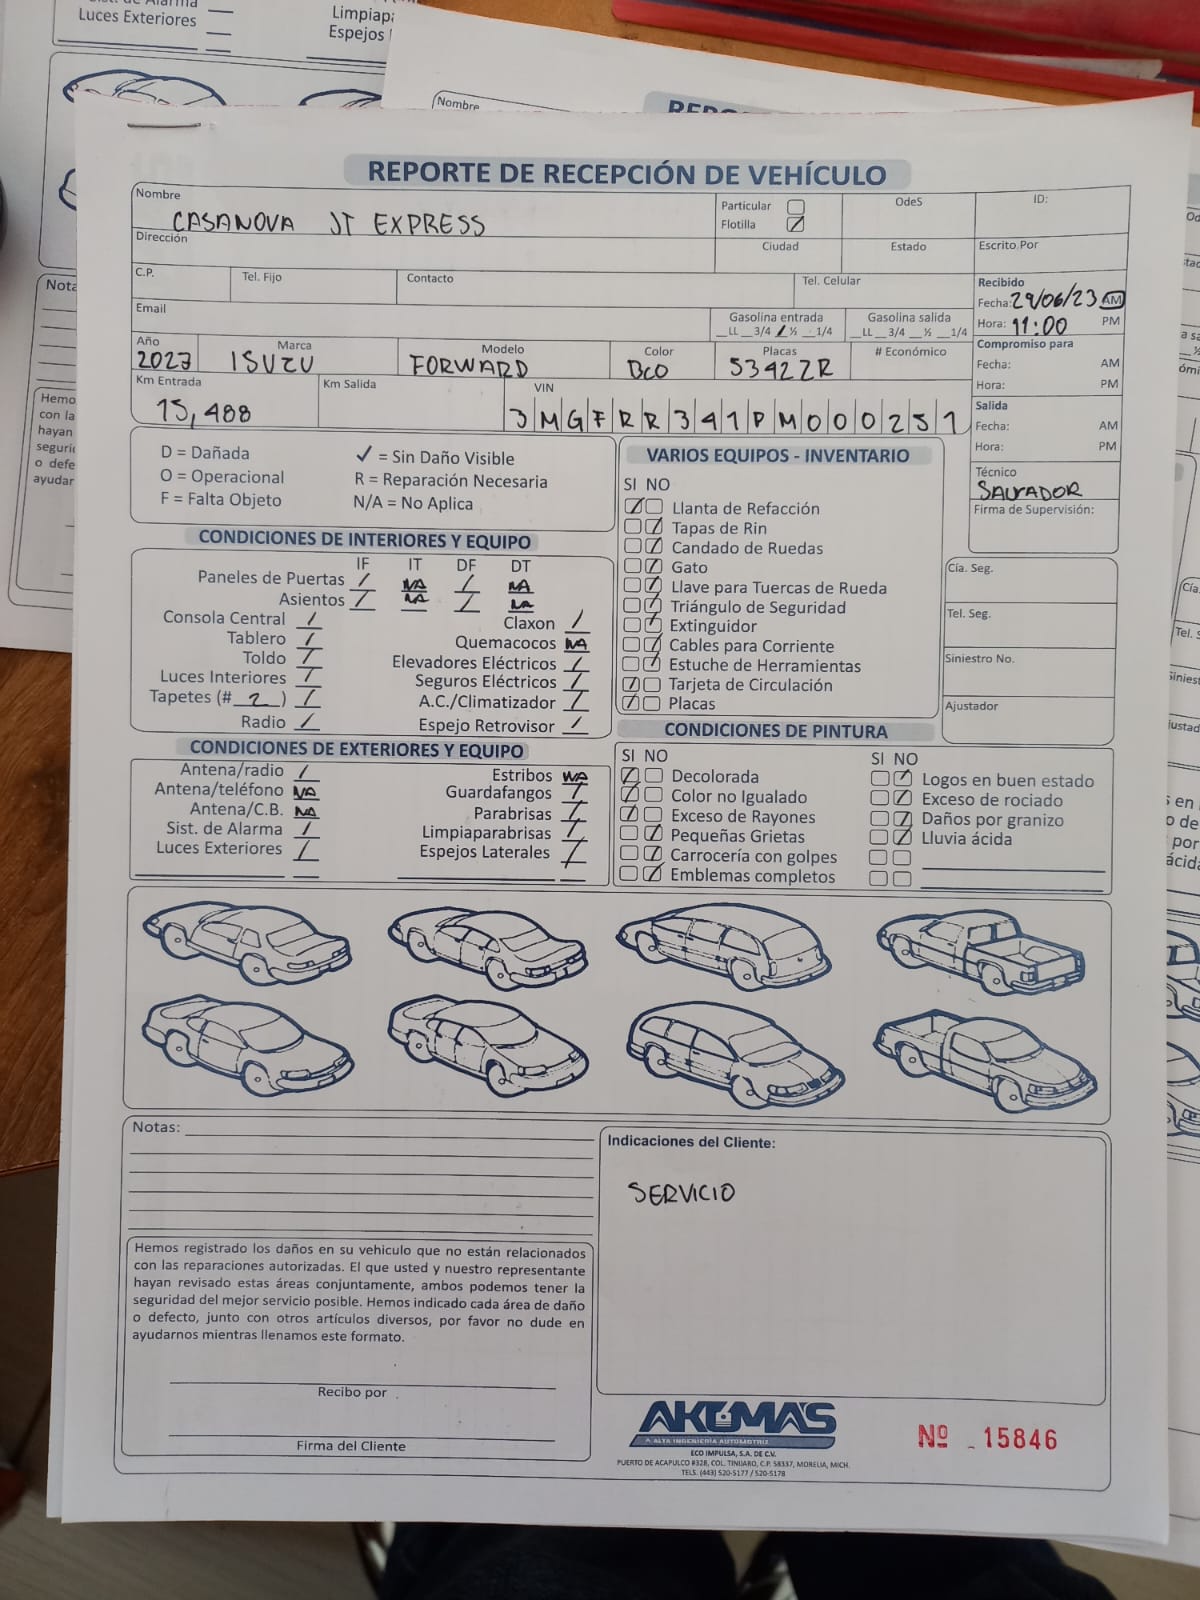 Luces Exteriores
Limpiapa
Espejos
Nombre
REPORTE DE RECEPCIÓN DE VEHÍCULO
Nombre
CASANOVA JT EXPRESS
Particular
Flotilla
OdeS
ID:
Dirección
Ciudad
Estado
Escrito Por
C.P.
Tel. Fijo
Contacto
Tel. Celular
Recibido
Fecha: 29/06/23 AM
Hora: 11:00 PM
Email
Gasolina entrada
__LL __3/4 __½ __1/4
Gasolina salida
__LL __3/4 __½ __1/4
Año
2023
Marca
ISUZU
Modelo
FORWARD
Color
Bco
Placas
53422R
# Económico
Compromiso para
Fecha: AM
Hora: PM
Km Entrada
15,488
Km Salida
VIN
3MGFRR341PM000251
Salida
Fecha: AM
Hora: PM
Técnico
SALVADOR
Firma de Supervisión:
D = Dañada
O = Operacional
F = Falta Objeto
✓ = Sin Daño Visible
R = Reparación Necesaria
N/A = No Aplica
CONDICIONES DE INTERIORES Y EQUIPO
IF IT DF DT
Paneles de Puertas / NA / NA
Asientos / NA / NA
Consola Central /
Tablero /
Toldo /
Luces Interiores /
Tapetes (# 2 ) /
Radio /
Claxon /
Quemacocos NA
Elevadores Eléctricos /
Seguros Eléctricos /
A.C./Climatizador /
Espejo Retrovisor /
VARIOS EQUIPOS - INVENTARIO
SI NO
Llanta de Refacción
Tapas de Rin
Candado de Ruedas
Gato
Llave para Tuercas de Rueda
Triángulo de Seguridad
Extinguidor
Cables para Corriente
Estuche de Herramientas
Tarjeta de Circulación
Placas
Cía. Seg.
Tel. Seg.
Siniestro No.
Ajustador
CONDICIONES DE EXTERIORES Y EQUIPO
Antena/radio /
Antena/teléfono NA
Antena/C.B. NA
Sist. de Alarma /
Luces Exteriores /
Estribos NA
Guardafangos /
Parabrisas /
Limpiaparabrisas /
Espejos Laterales /
CONDICIONES DE PINTURA
SI NO
Decolorada
Color no Igualado
Exceso de Rayones
Pequeñas Grietas
Carrocería con golpes
Emblemas completos
SI NO
Logos en buen estado
Exceso de rociado
Daños por granizo
Lluvia ácida
Notas:
Indicaciones del Cliente:
SERVICIO
Hemos registrado los daños en su vehiculo que no están relacionados
con las reparaciones autorizadas. El que usted y nuestro representante
hayan revisado estas áreas conjuntamente, ambos podemos tener la
seguridad del mejor servicio posible. Hemos indicado cada área de daño
o defecto, junto con otros artículos diversos, por favor no dude en
ayudarnos mientras llenamos este formato.
Recibo por
Firma del Cliente
AKUMAS
A ALTA INGENIERÍA AUTOMOTRIZ
ECO IMPULSA, S.A. DE C.V.
PUERTO DE ACAPULCO #328, COL. TINIJARO, C.P. 58337, MORELIA, MICH.
TELS. (443) 520-5177 / 520-5178
Nº 15846